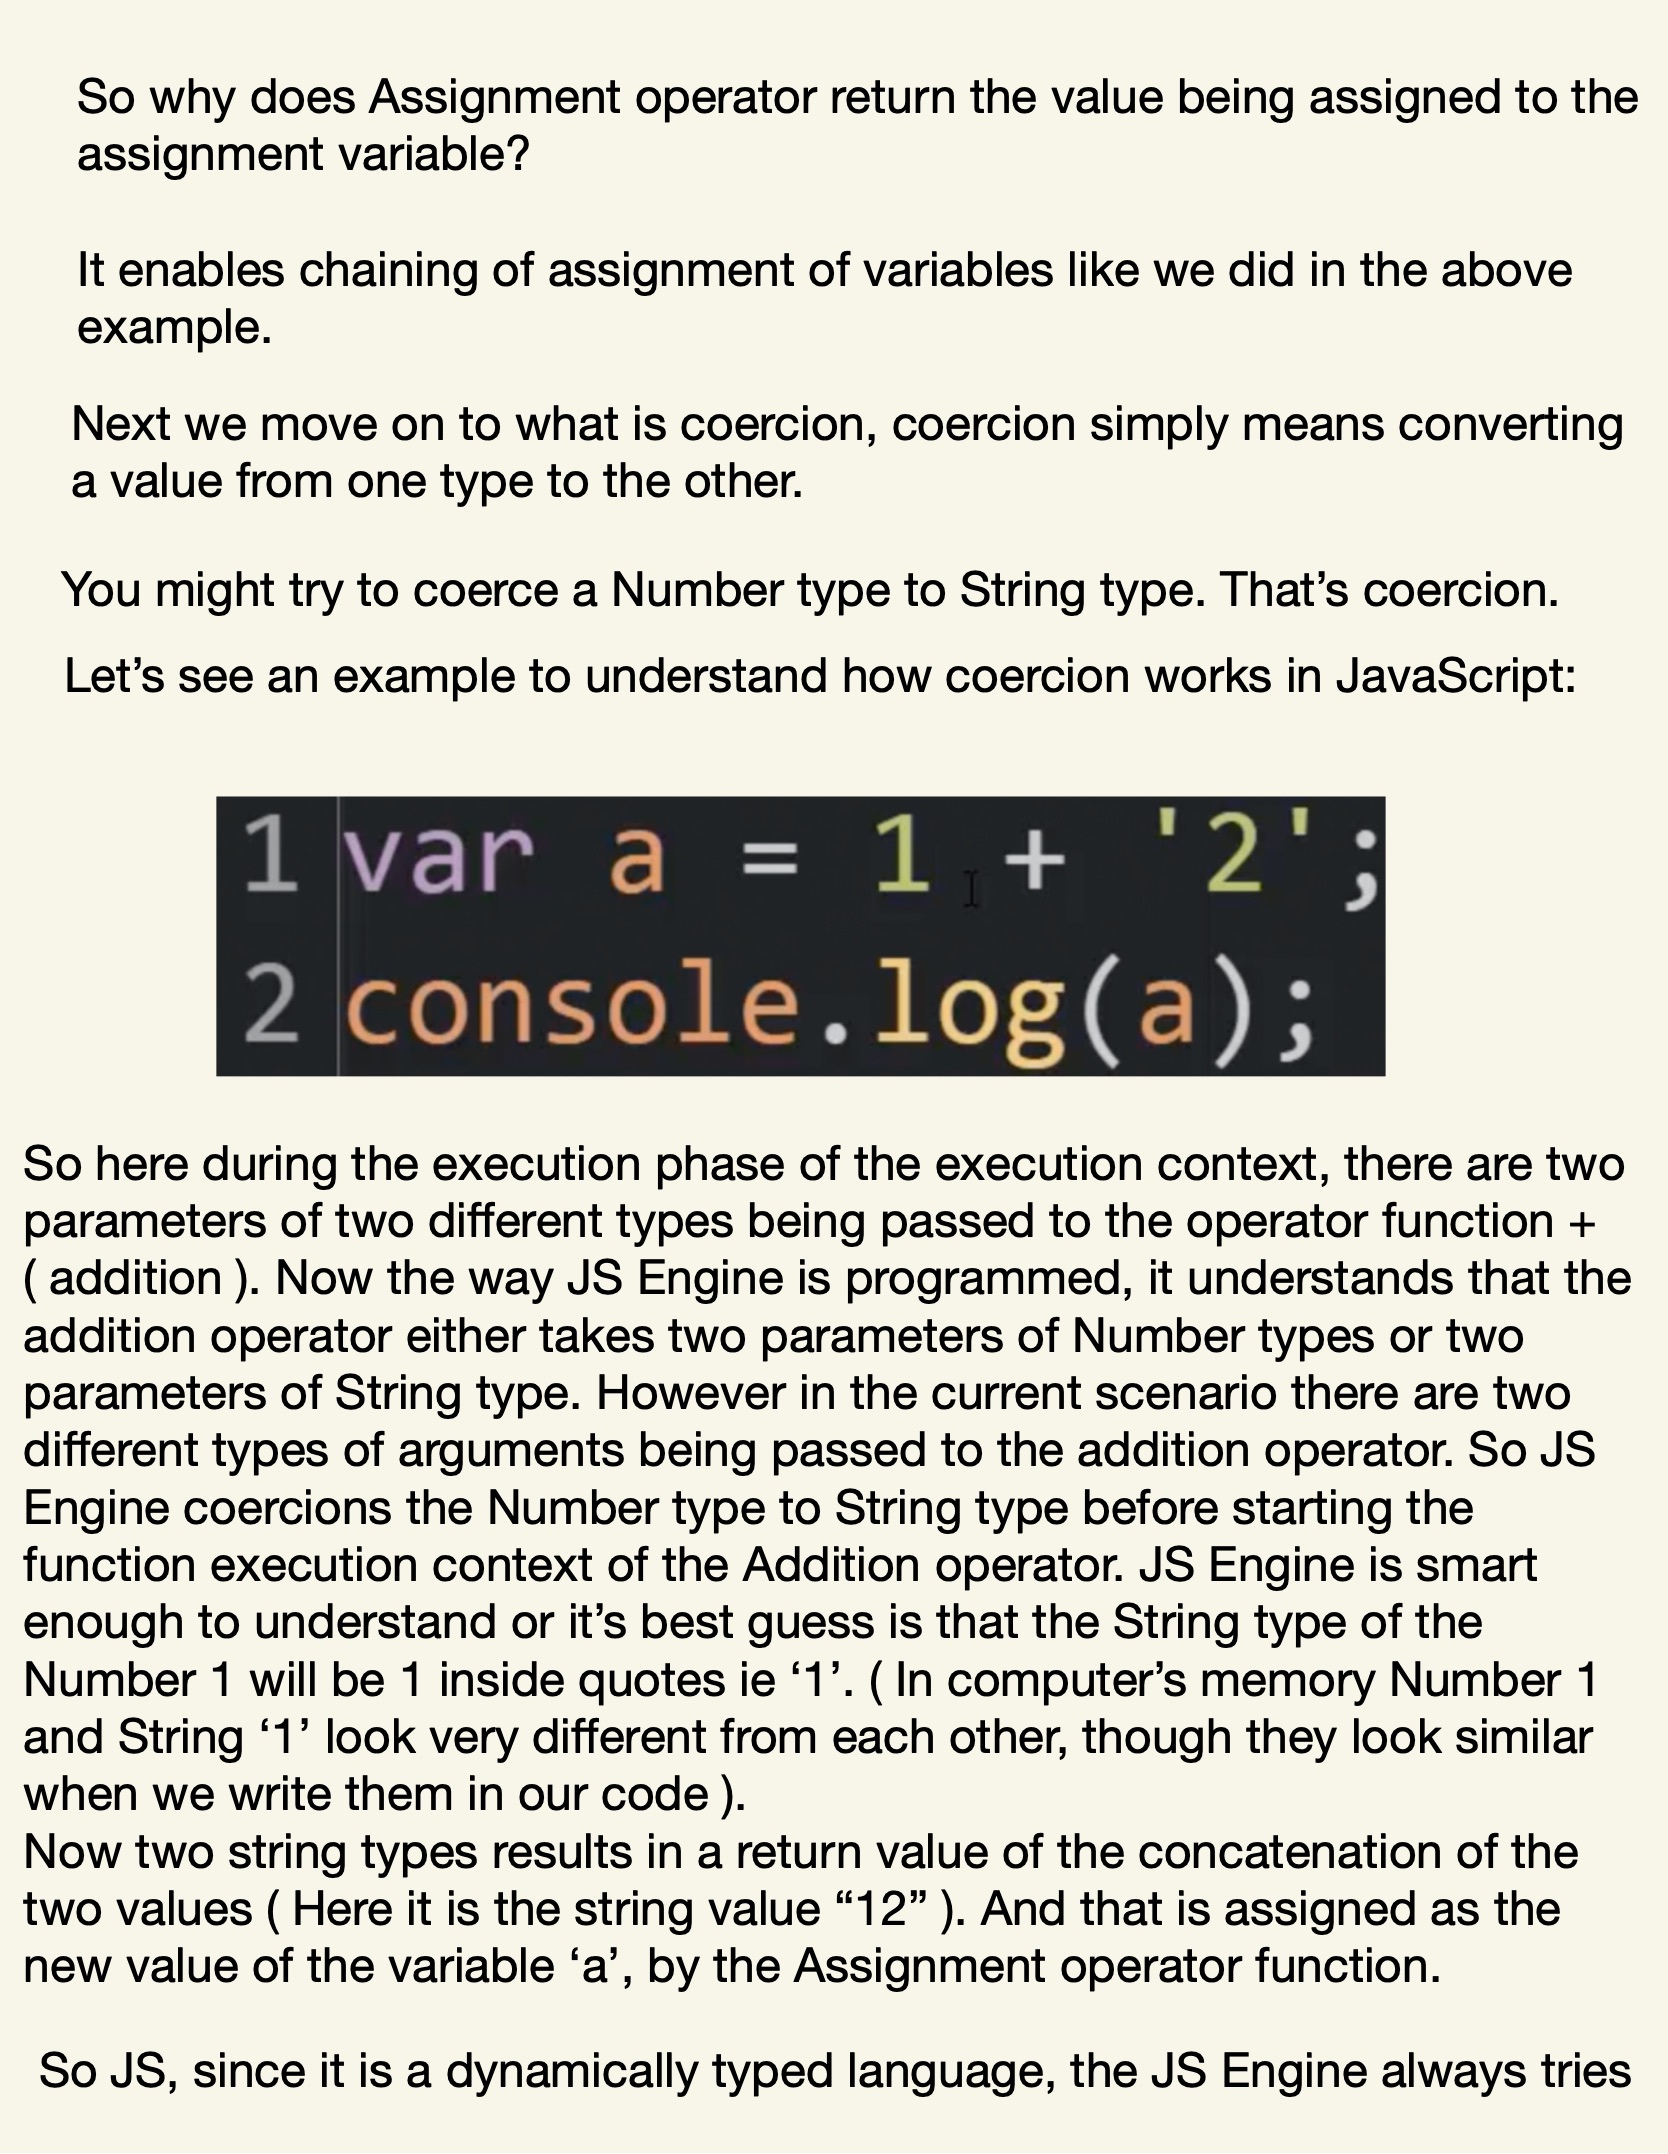 So why does Assignment operator return the value being assigned to the
assignment variable?
It enables chaining of assignment of variables like we did in the above
example.
Next we move on to what is coercion, coercion simply means converting
a value from one type to the other.
You might try to coerce a Number type to String type. That’s coercion.
Let’s see an example to understand how coercion works in JavaScript:
1 var a = 1 + '2';
2 console.log(a);
So here during the execution phase of the execution context, there are two
parameters of two different types being passed to the operator function +
( addition ). Now the way JS Engine is programmed, it understands that the
addition operator either takes two parameters of Number types or two
parameters of String type. However in the current scenario there are two
different types of arguments being passed to the addition operator. So JS
Engine coercions the Number type to String type before starting the
function execution context of the Addition operator. JS Engine is smart
enough to understand or it’s best guess is that the String type of the
Number 1 will be 1 inside quotes ie ‘1’. ( In computer’s memory Number 1
and String ‘1’ look very different from each other, though they look similar
when we write them in our code ).
Now two string types results in a return value of the concatenation of the
two values ( Here it is the string value “12” ). And that is assigned as the
new value of the variable ‘a’, by the Assignment operator function.
So JS, since it is a dynamically typed language, the JS Engine always tries